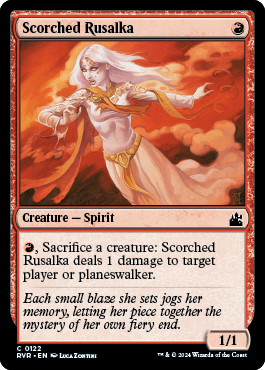 Scorched Rusalka
Creature — Spirit
, Sacrifice a creature: Scorched
Rusalka deals 1 damage to target
player or planeswalker.
Each small blaze she sets jogs her
memory, letting her piece together the
mystery of her own fiery end.
1/1
C 0122
RVR • EN Luca Zontini
™ & © 2024 Wizards of the Coast